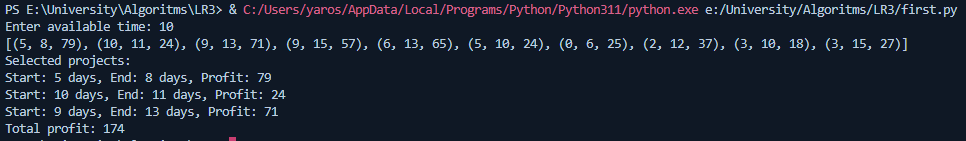 PS E:\University\Algoritms\LR3> & C:/Users/yaros/AppData/Local/Programs/Python/Python311/python.exe e:/University/Algoritms/LR3/first.py
Enter available time: 10
[(5, 8, 79), (10, 11, 24), (9, 13, 71), (9, 15, 57), (6, 13, 65), (5, 10, 24), (0, 6, 25), (2, 12, 37), (3, 10, 18), (3, 15, 27)]
Selected projects:
Start: 5 days, End: 8 days, Profit: 79
Start: 10 days, End: 11 days, Profit: 24
Start: 9 days, End: 13 days, Profit: 71
Total profit: 174